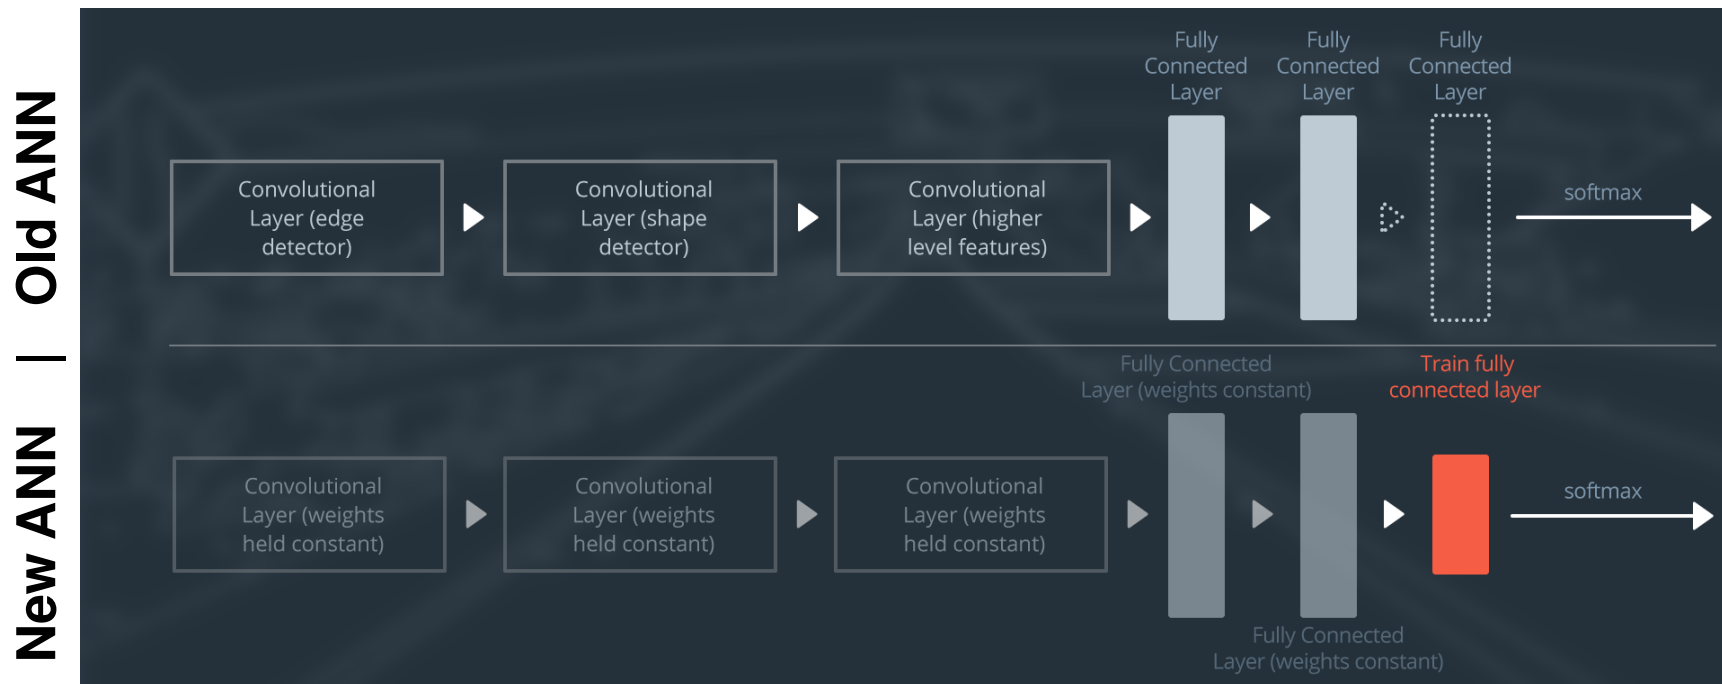 Old ANN
Fully
Connected
Layer
Fully
Connected
Layer
Fully
Connected
Layer
Convolutional
Layer (edge
detector)
Convolutional
Layer (shape
detector)
Convolutional
Layer (higher
level features)
softmax
|
New ANN
Fully Connected
Layer (weights constant)
Train fully
connected layer
Convolutional
Layer (weights
held constant)
Convolutional
Layer (weights
held constant)
Convolutional
Layer (weights
held constant)
softmax
Fully Connected
Layer (weights constant)